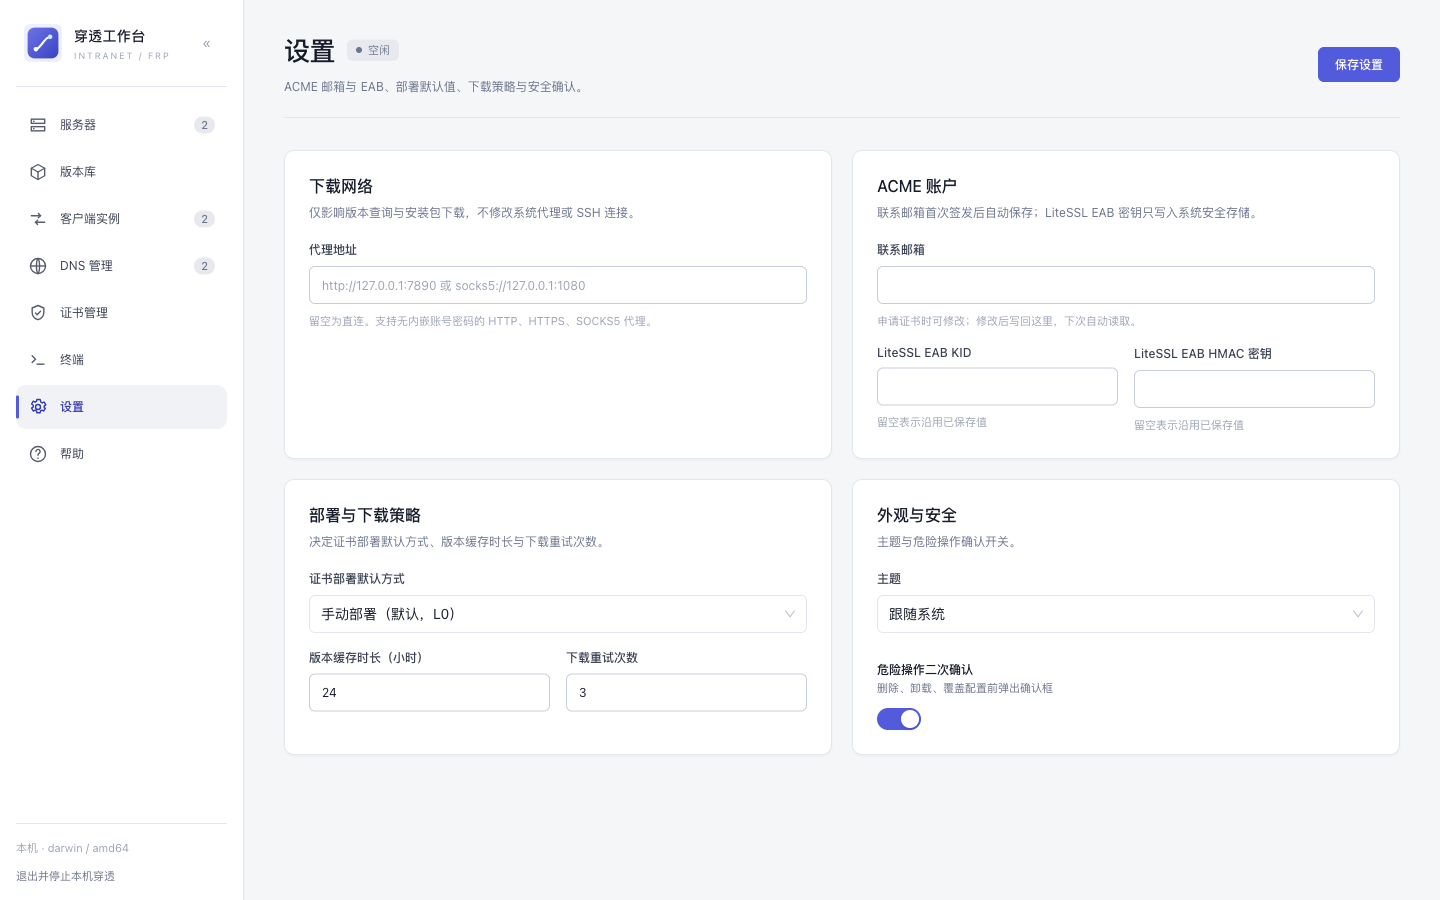 穿透工作台
INTRANET / FRP
«
服务器 2
版本库
客户端实例 2
DNS 管理 2
证书管理
终端
设置
帮助
本机 · darwin / amd64
退出并停止本机穿透
设置 空闲
ACME 邮箱与 EAB、部署默认值、下载策略与安全确认。
保存设置
下载网络
仅影响版本查询与安装包下载，不修改系统代理或 SSH 连接。
代理地址
http://127.0.0.1:7890 或 socks5://127.0.0.1:1080
留空为直连。支持无内嵌账号密码的 HTTP、HTTPS、SOCKS5 代理。
ACME 账户
联系邮箱首次签发后自动保存；LiteSSL EAB 密钥只写入系统安全存储。
联系邮箱
申请证书时可修改；修改后写回这里，下次自动读取。
LiteSSL EAB KID
留空表示沿用已保存值
LiteSSL EAB HMAC 密钥
留空表示沿用已保存值
部署与下载策略
决定证书部署默认方式、版本缓存时长与下载重试次数。
证书部署默认方式
手动部署（默认，L0）
版本缓存时长（小时）
24
下载重试次数
3
外观与安全
主题与危险操作确认开关。
主题
跟随系统
危险操作二次确认
删除、卸载、覆盖配置前弹出确认框